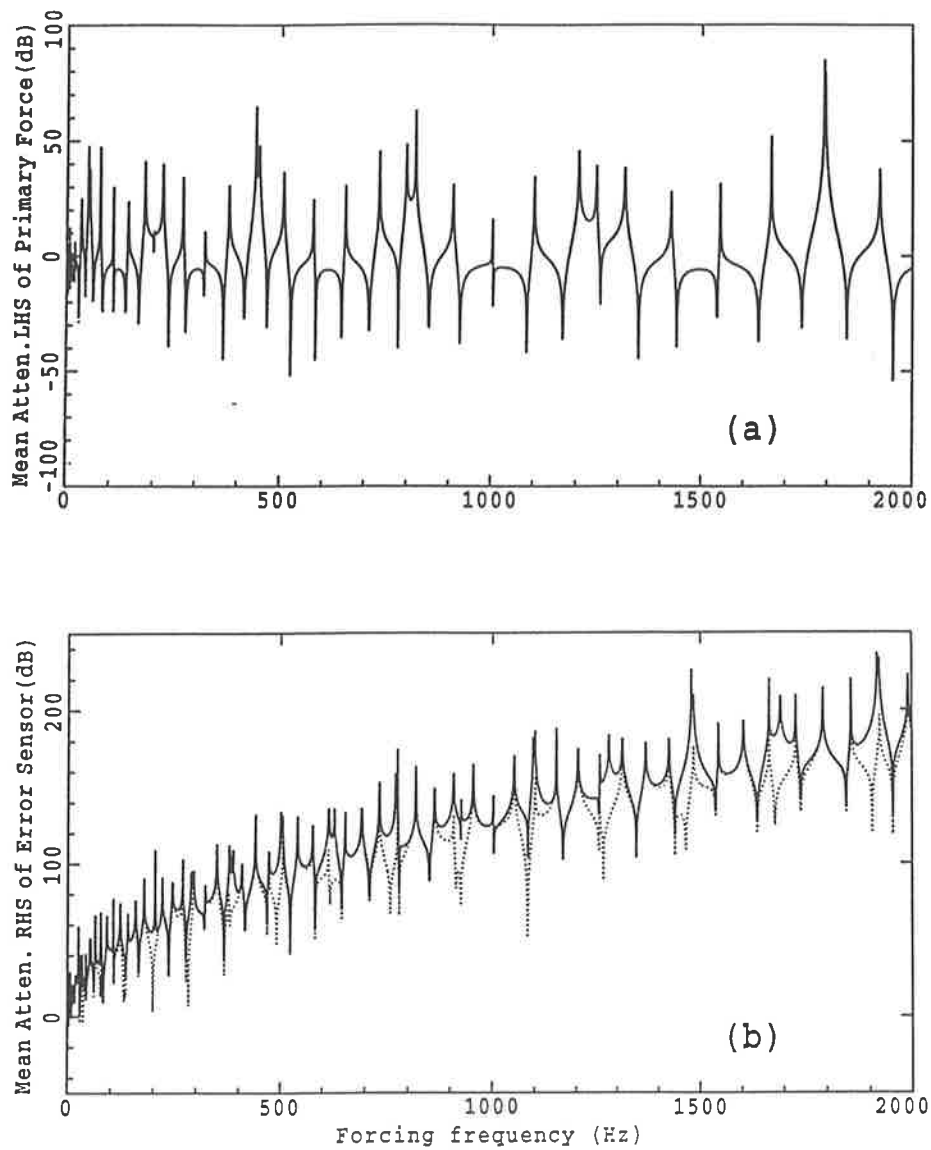 Mean Atten.LHS of Primary Force(dB)
100
50
0
-50
-100
(a)
0 500 1000 1500 2000
Mean Atten. RHS of Error Sensor(dB)
200
100
0
(b)
0 500 1000 1500 2000
Forcing frequency (Hz)